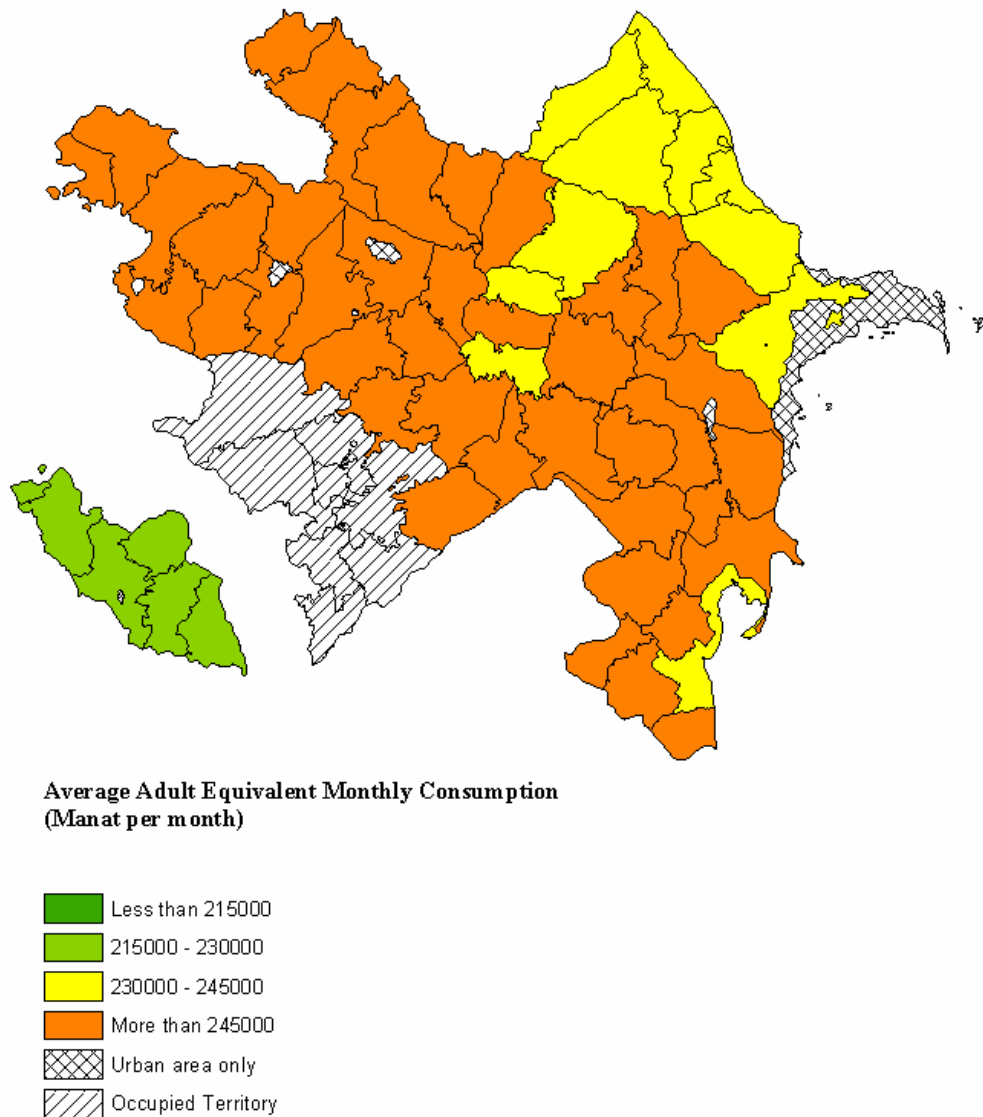 Average Adult Equivalent Monthly Consumption
(Manat per month)
Less than 215000
215000 - 230000
230000 - 245000
More than 245000
Urban area only
Occupied Territory